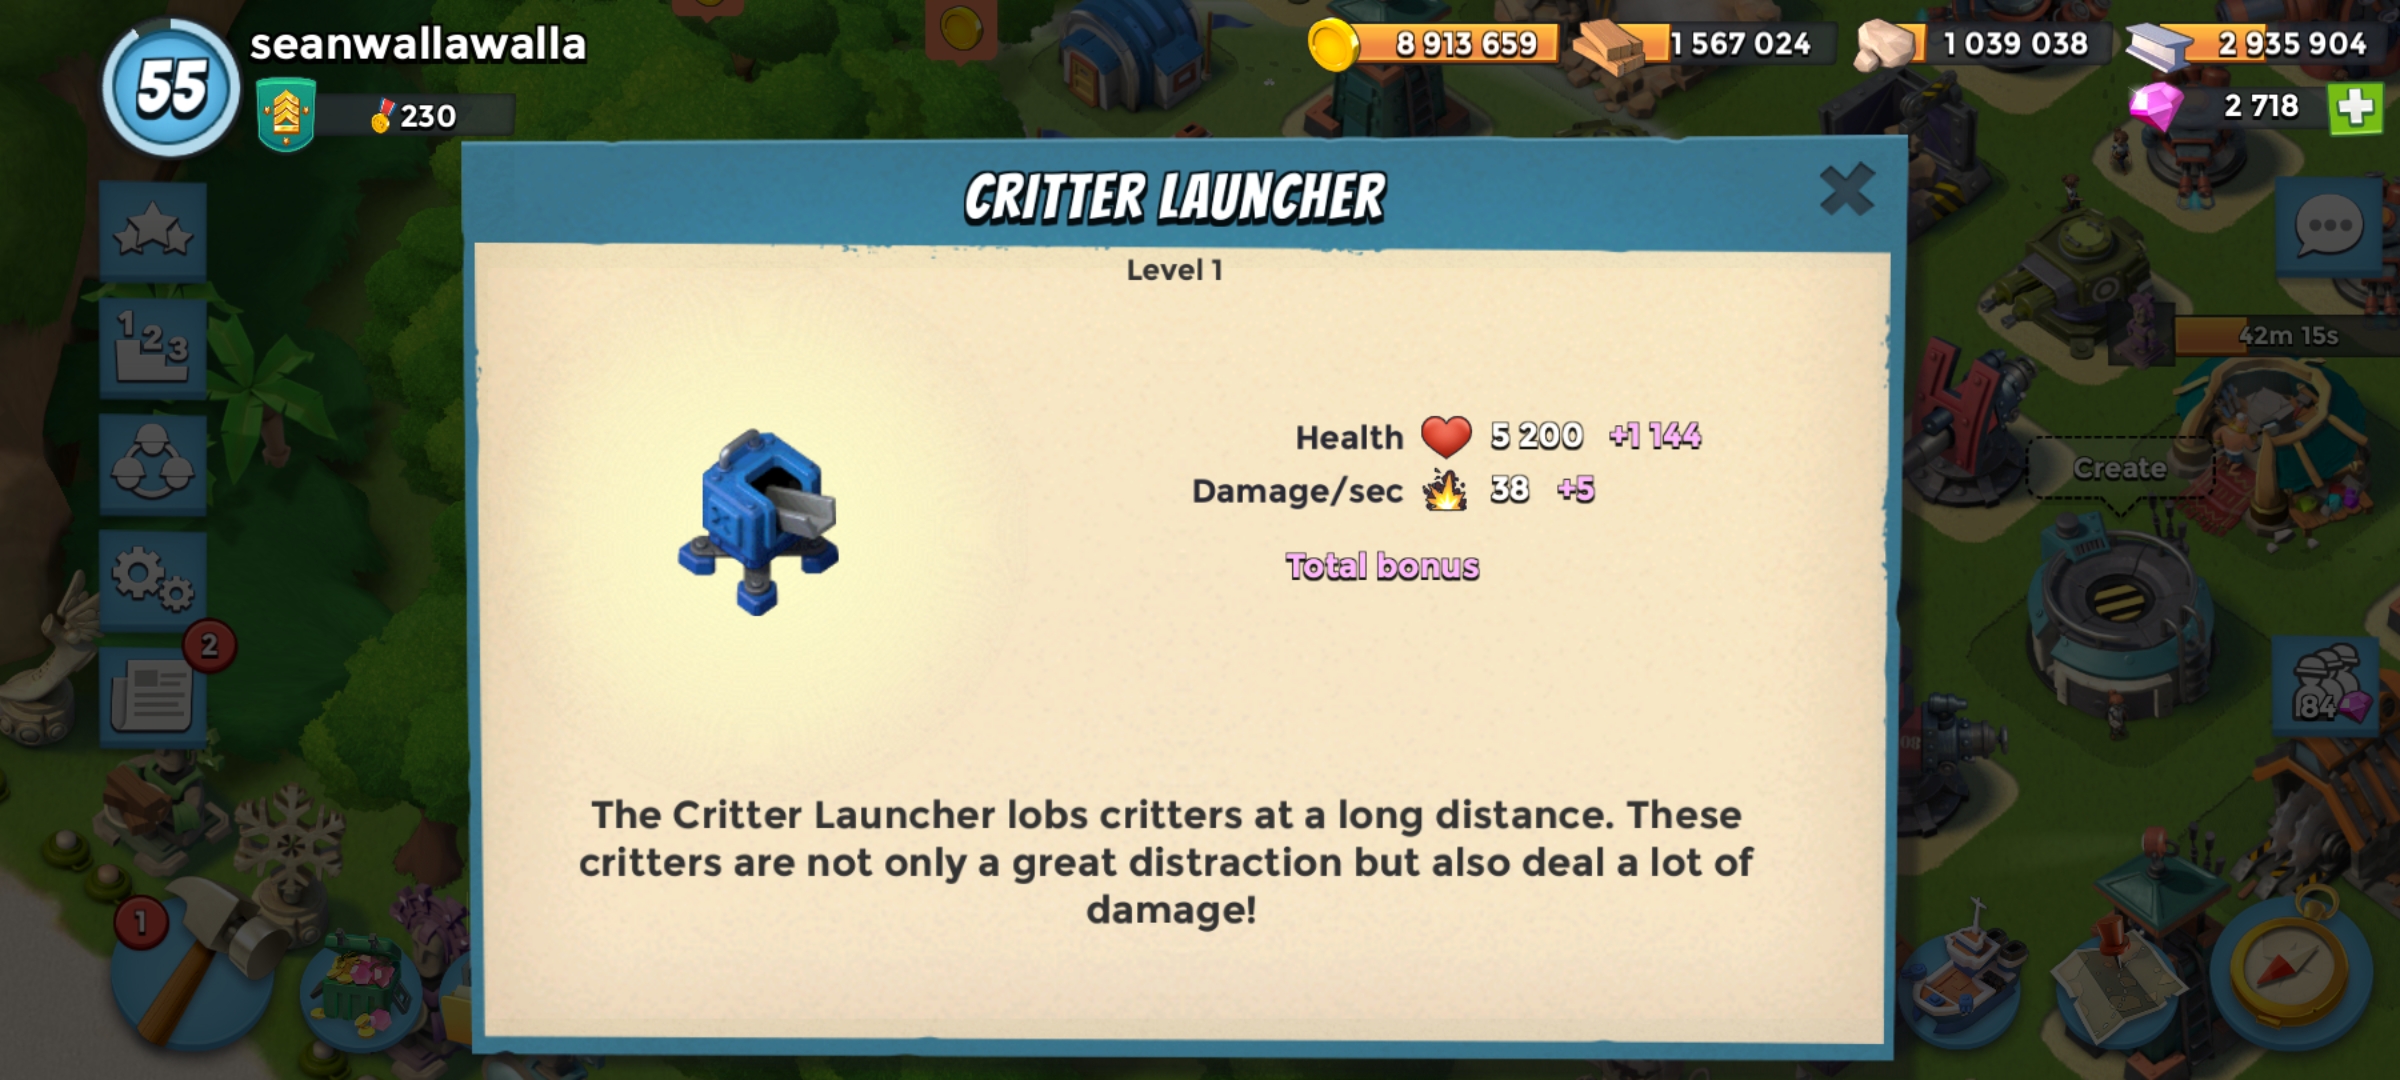 55
seanwallawalla
230
8 913 659
1 567 024
1 039 038
2 935 904
2 718
CRITTER LAUNCHER
Level 1
Health 5 200 +1 144
Damage/sec 38 +5
Total bonus
The Critter Launcher lobs critters at a long distance. These
critters are not only a great distraction but also deal a lot of
damage!
1 2 3
2
1
42m 15s
Create
84